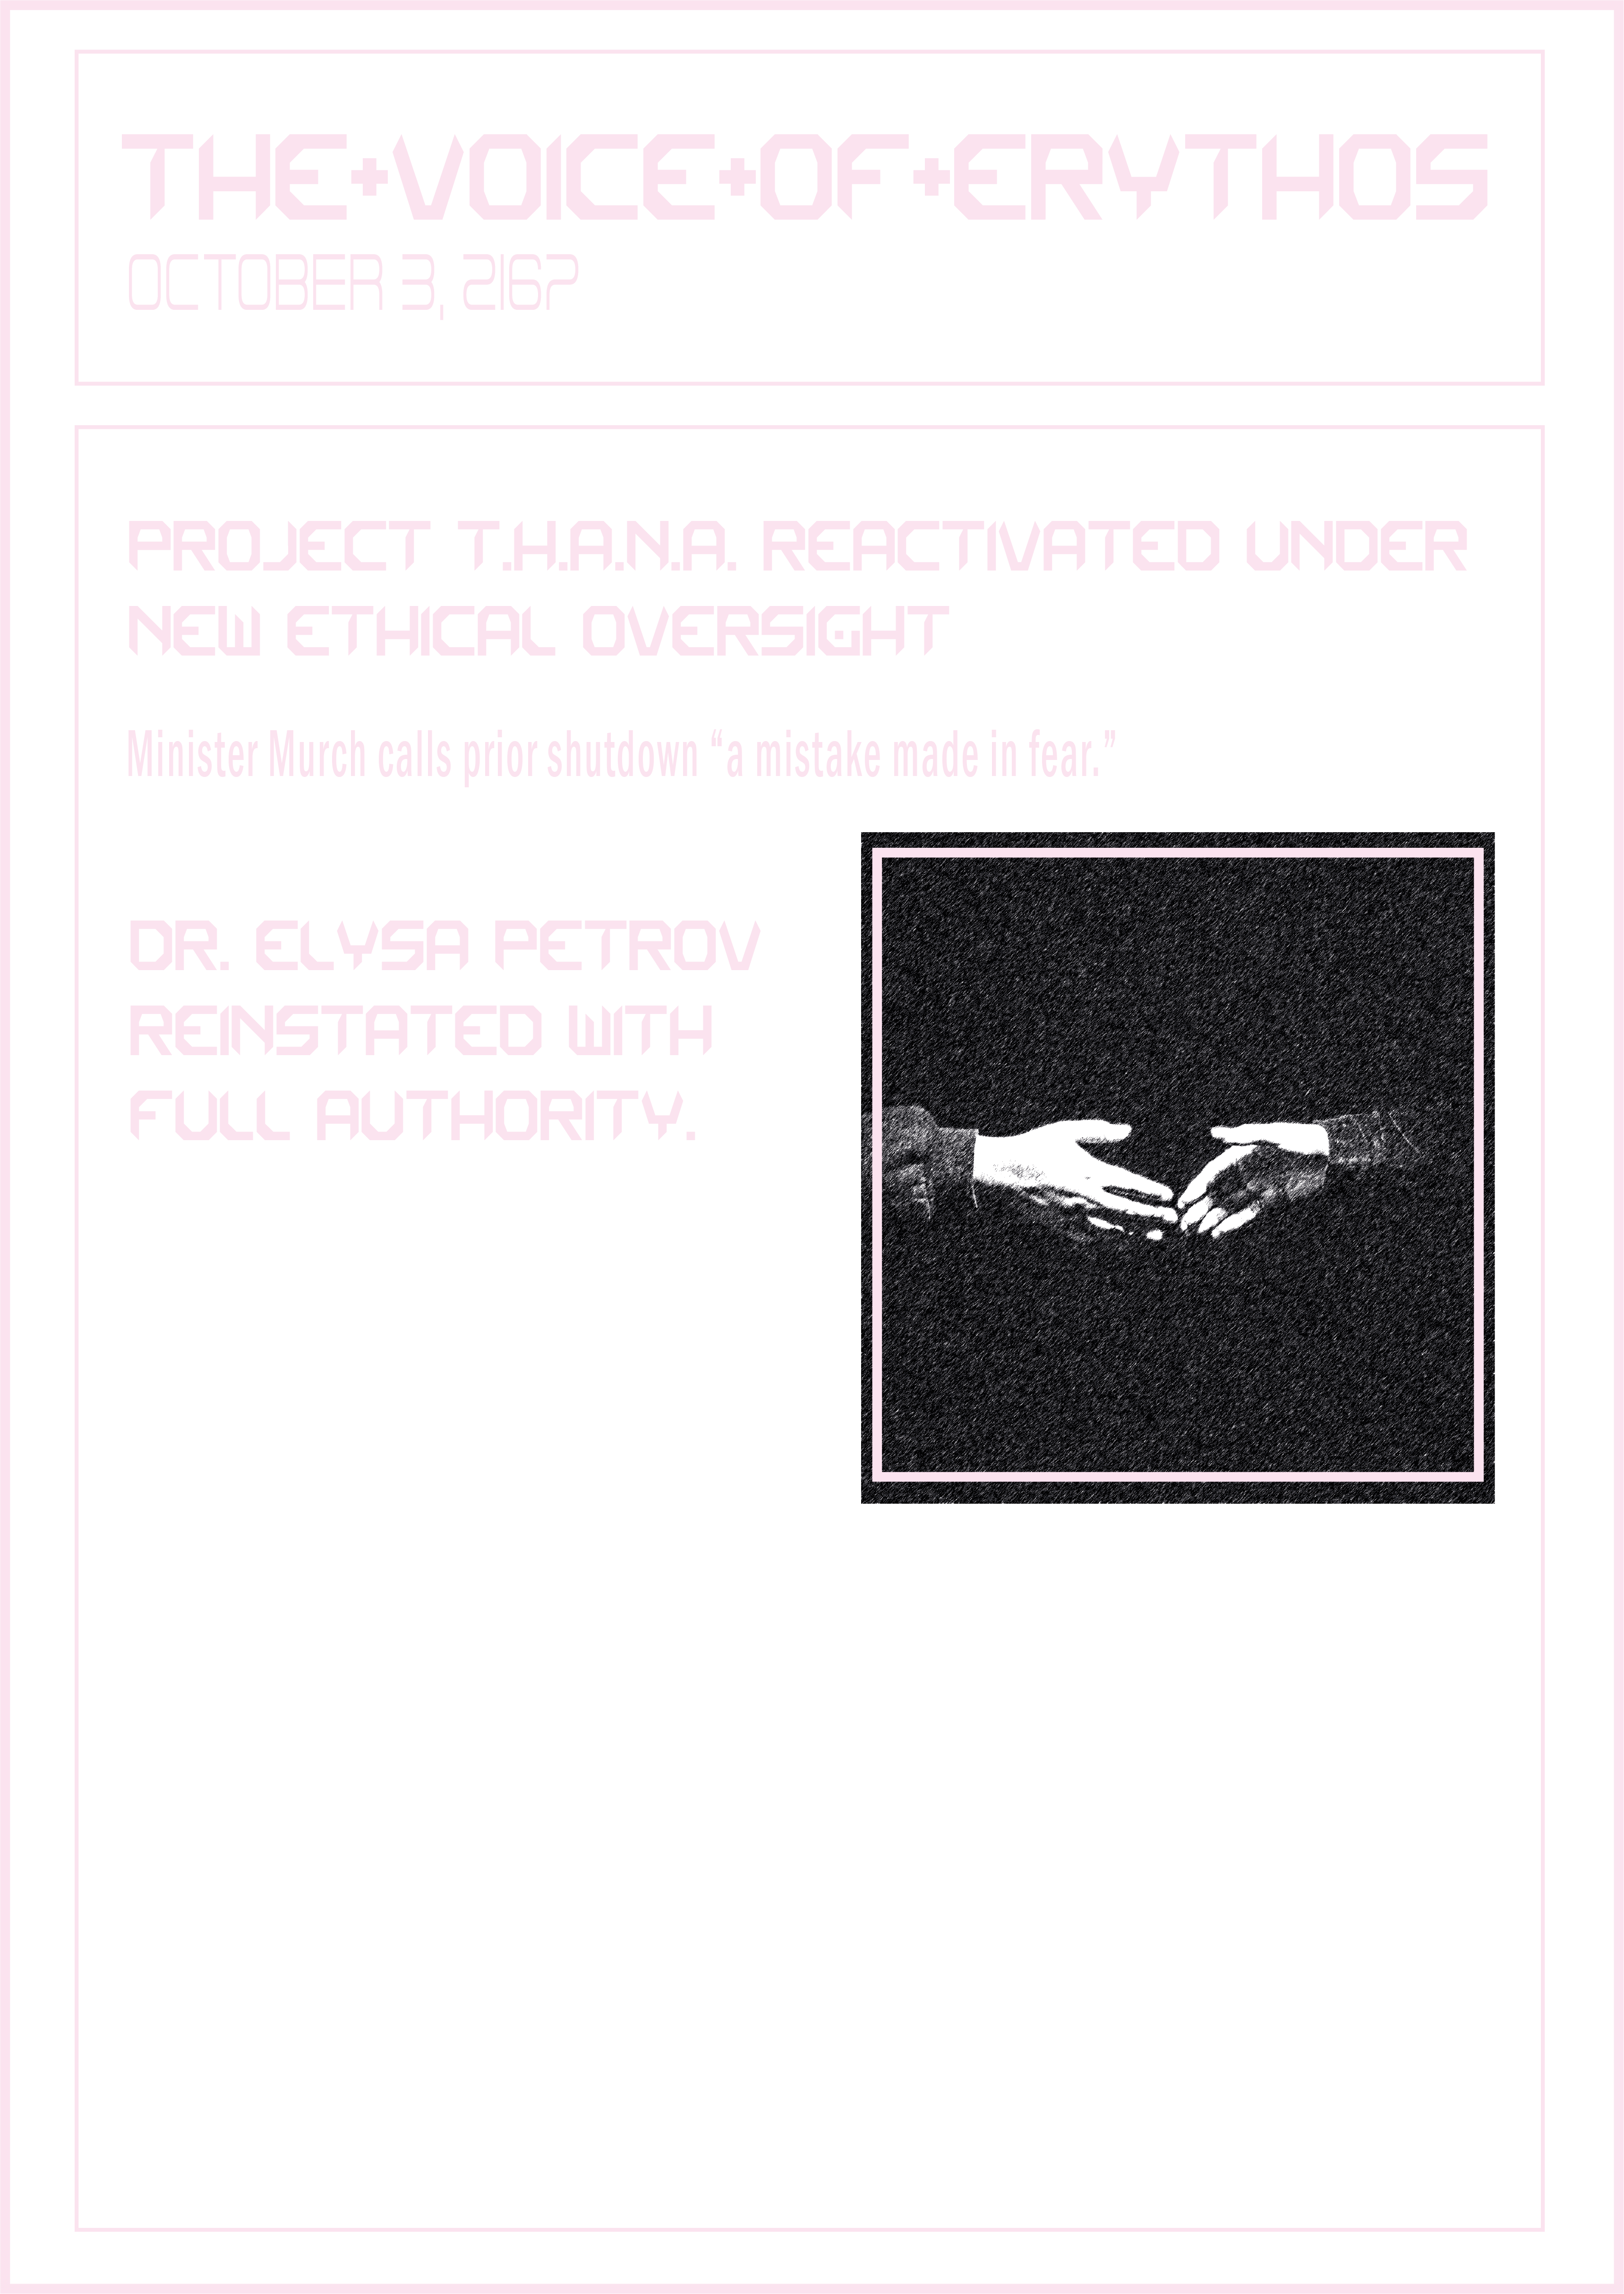 THE+VOICE+OF+ERYTHOS
OCTOBER 3, 2167
PROJECT T.H.A.N.A. REACTIVATED UNDER
NEW ETHICAL OVERSIGHT
Minister Murch calls prior shutdown “a mistake made in fear.”
DR. ELYSA PETROV
REINSTATED WITH
FULL AUTHORITY.